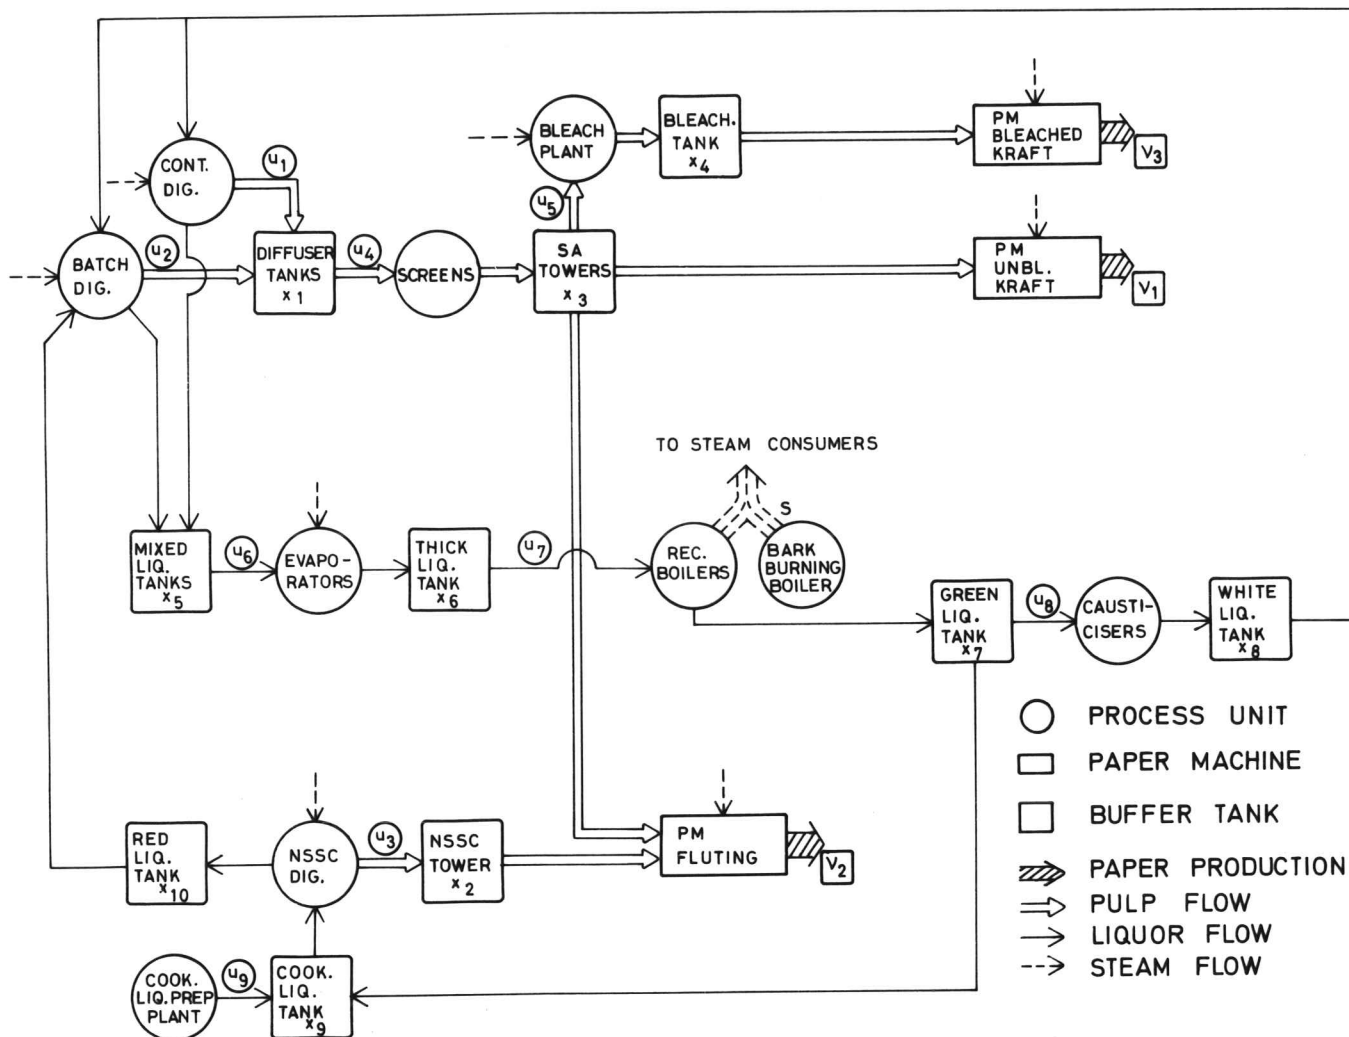 CONT.
DIG.
u1
BATCH
DIG.
u2
DIFFUSER
TANKS
x1
u4
SCREENS
BLEACH
PLANT
u5
BLEACH.
TANK
x4
SA
TOWERS
x3
PM
BLEACHED
KRAFT
V3
PM
UNBL.
KRAFT
V1
TO STEAM CONSUMERS
S
MIXED
LIQ.
TANKS
x5
u6
EVAPO-
RATORS
THICK
LIQ.
TANK
x6
u7
REC.
BOILERS
BARK
BURNING
BOILER
GREEN
LIQ.
TANK
x7
u8
CAUSTI-
CISERS
WHITE
LIQ.
TANK
x8
RED
LIQ.
TANK
x10
NSSC
DIG.
u3
NSSC
TOWER
x2
PM
FLUTING
V2
COOK.
LIQ. PREP
PLANT
u9
COOK.
LIQ.
TANK
x9
PROCESS UNIT
PAPER MACHINE
BUFFER TANK
PAPER PRODUCTION
PULP FLOW
LIQUOR FLOW
STEAM FLOW